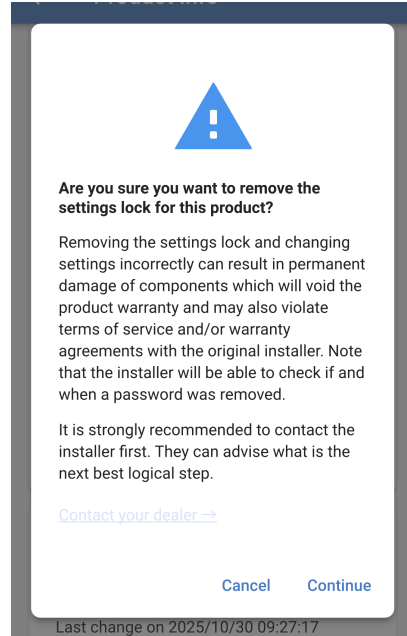 Are you sure you want to remove the
settings lock for this product?
Removing the settings lock and changing
settings incorrectly can result in permanent
damage of components which will void the
product warranty and may also violate
terms of service and/or warranty
agreements with the original installer. Note
that the installer will be able to check if and
when a password was removed.
It is strongly recommended to contact the
installer first. They can advise what is the
next best logical step.
Contact your dealer →
Cancel Continue
Last change on 2025/10/30 09:27:17